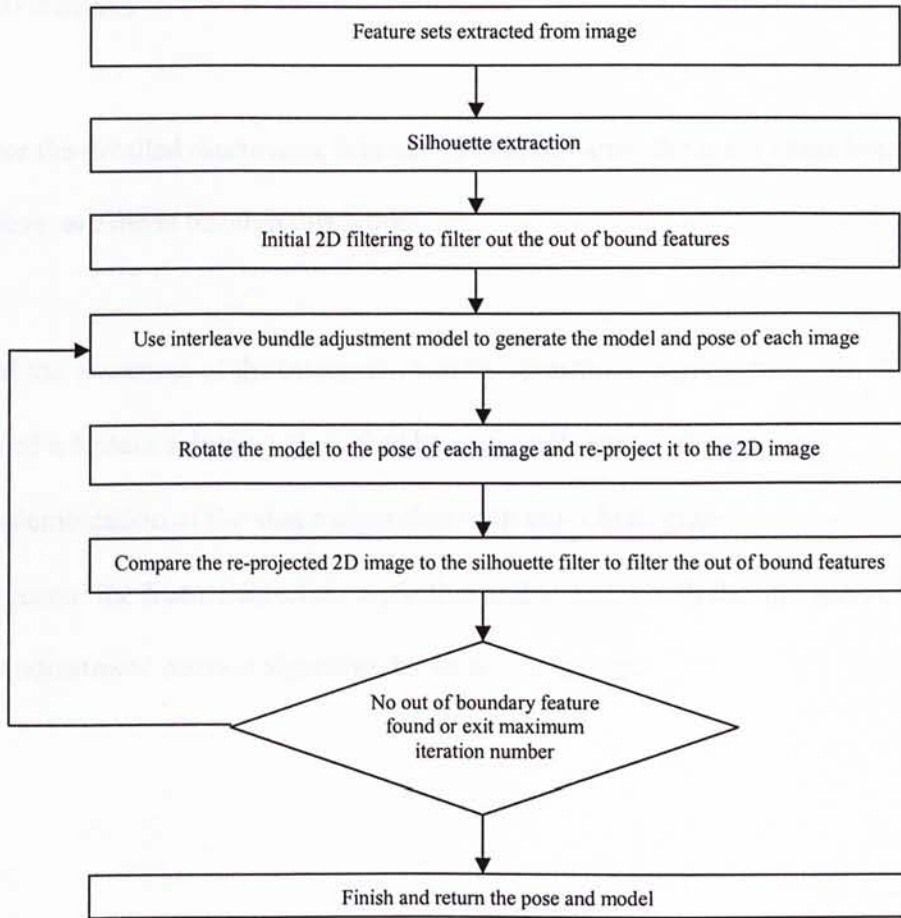 Feature sets extracted from image
Silhouette extraction
Initial 2D filtering to filter out the out of bound features
Use interleave bundle adjustment model to generate the model and pose of each image
Rotate the model to the pose of each image and re-project it to the 2D image
Compare the re-projected 2D image to the silhouette filter to filter the out of bound features
No out of boundary feature
found or exit maximum
iteration number
Finish and return the pose and model